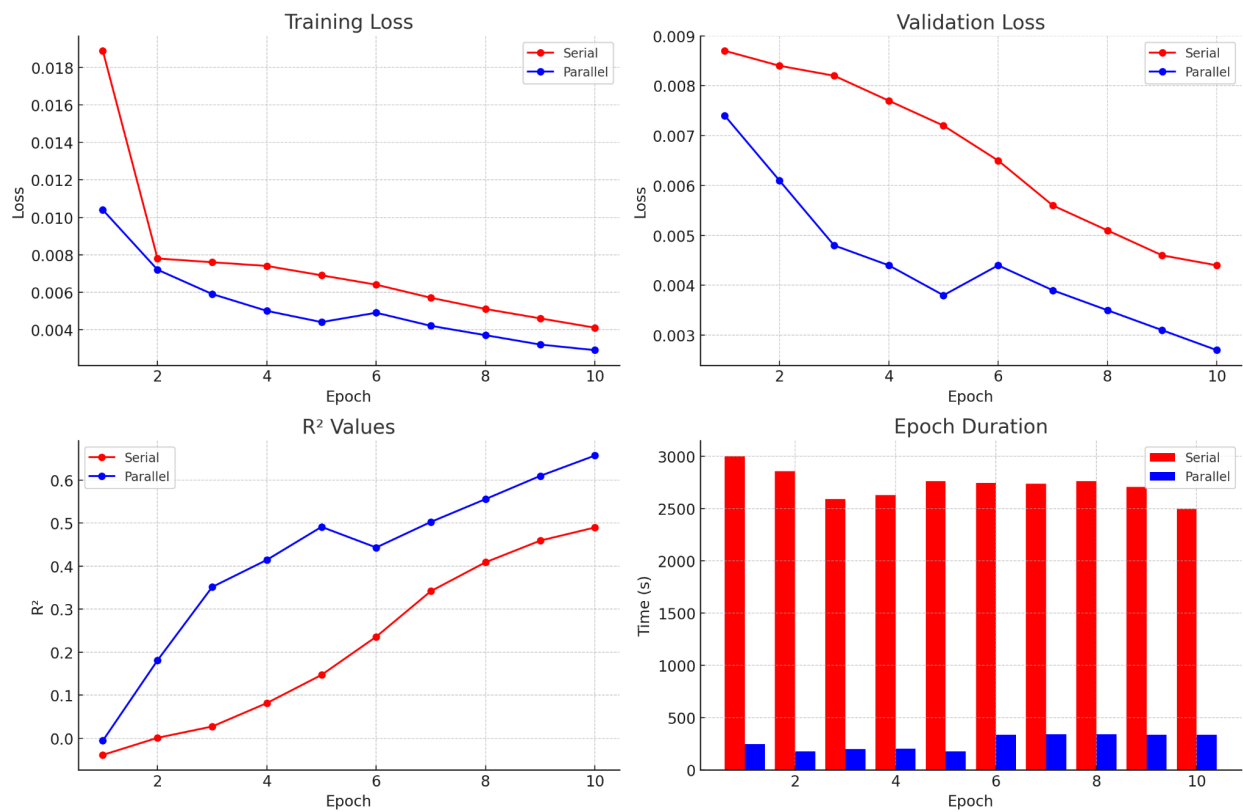 Training Loss
Serial
Parallel
0.018
0.016
0.014
0.012
0.010
0.008
0.006
0.004
Loss
2
4
6
8
10
Epoch
Validation Loss
Serial
Parallel
0.009
0.008
0.007
0.006
0.005
0.004
0.003
Loss
2
4
6
8
10
Epoch
R² Values
Serial
Parallel
0.6
0.5
0.4
0.3
0.2
0.1
0.0
R²
2
4
6
8
10
Epoch
Epoch Duration
Serial
Parallel
3000
2500
2000
1500
1000
500
0
Time (s)
2
4
6
8
10
Epoch